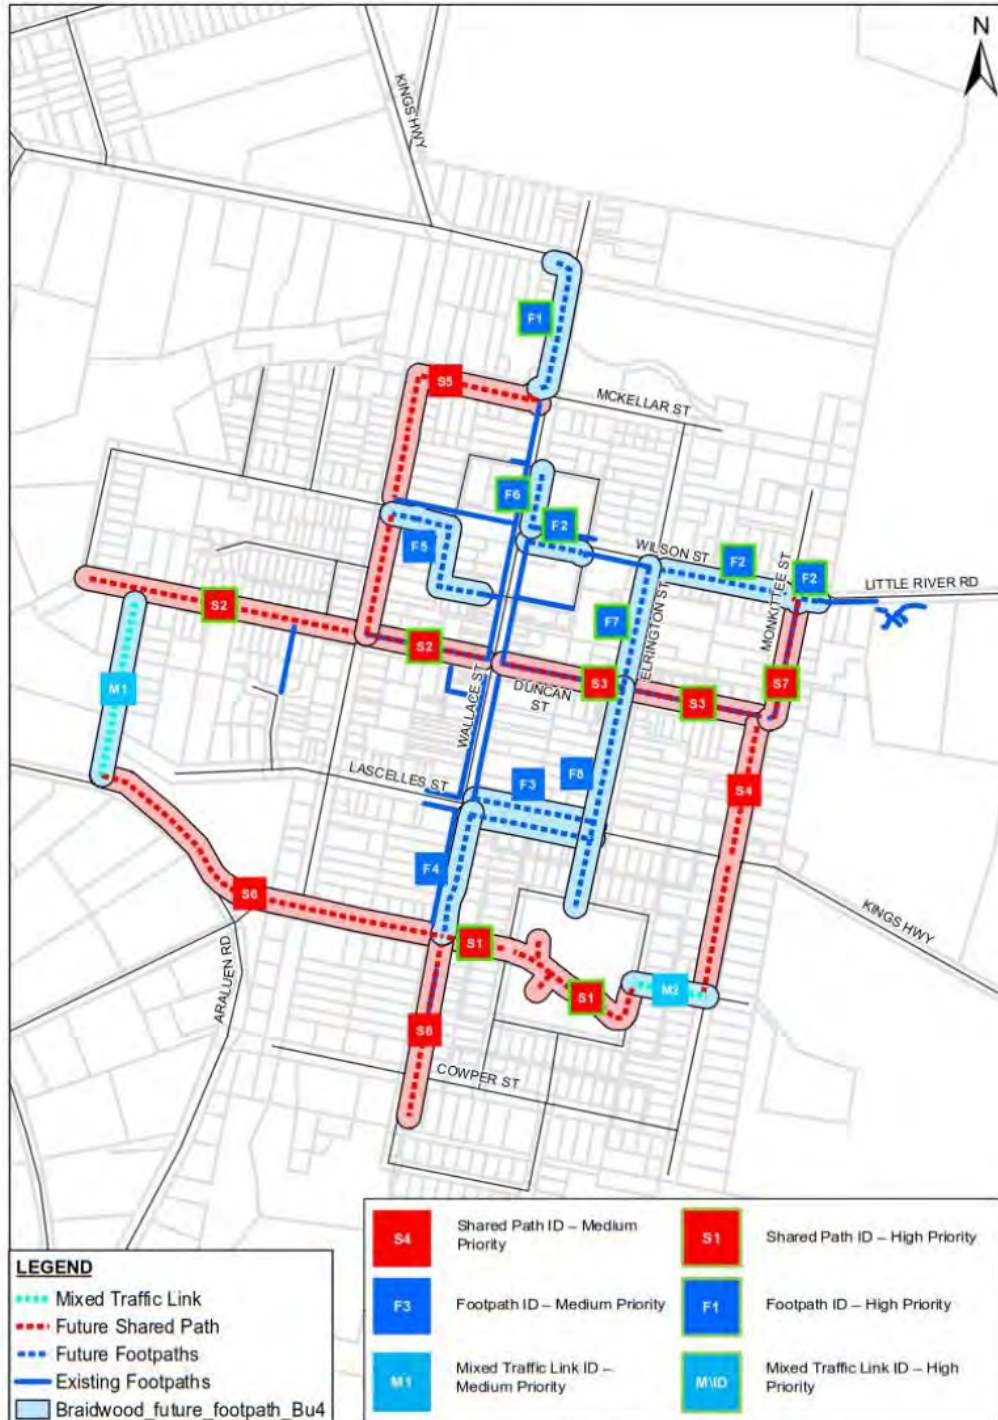 N
KINGS HWY
F1
S5
MCKELLAR ST
F6
F2
F5
WILSON ST
F2
F2
LITTLE RIVER RD
MONKITTEE ST
S2
F7
ELRINGTON ST
S2
M1
S3
DUNCAN
ST
S3
S7
WALLACE ST
LASCELLES ST
F3
F8
S4
F4
S6
KINGS HWY
S1
ARALUEN RD
S1
M2
S8
COWPER ST
LEGEND
Mixed Traffic Link
Future Shared Path
Future Footpaths
Existing Footpaths
Braidwood_future_footpath_Bu4
S4
Shared Path ID – Medium
Priority
S1
Shared Path ID – High Priority
F3
Footpath ID – Medium Priority
F1
Footpath ID – High Priority
M1
Mixed Traffic Link ID –
Medium Priority
M\ID
Mixed Traffic Link ID – High
Priority